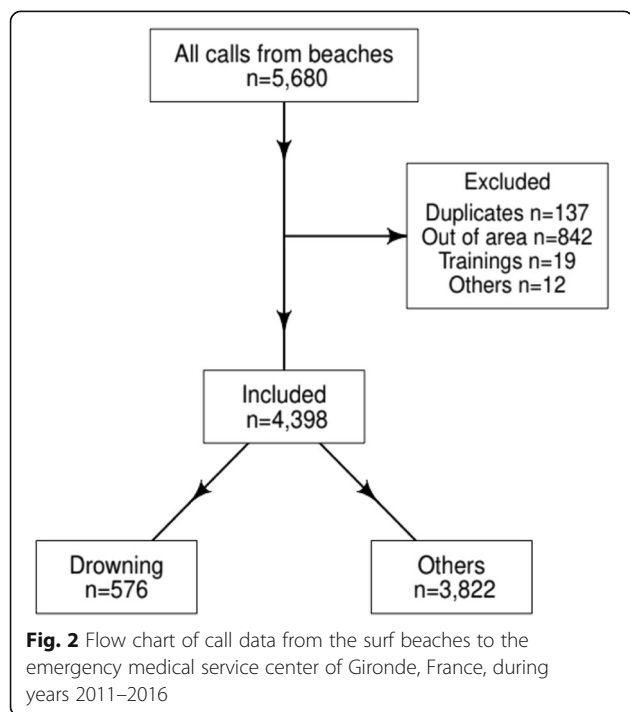 All calls from beaches
n=5,680
Excluded
Duplicates n=137
Out of area n=842
Trainings n=19
Others n=12
Included
n=4,398
Drowning
n=576
Others
n=3,822
Fig. 2 Flow chart of call data from the surf beaches to the
emergency medical service center of Gironde, France, during
years 2011–2016